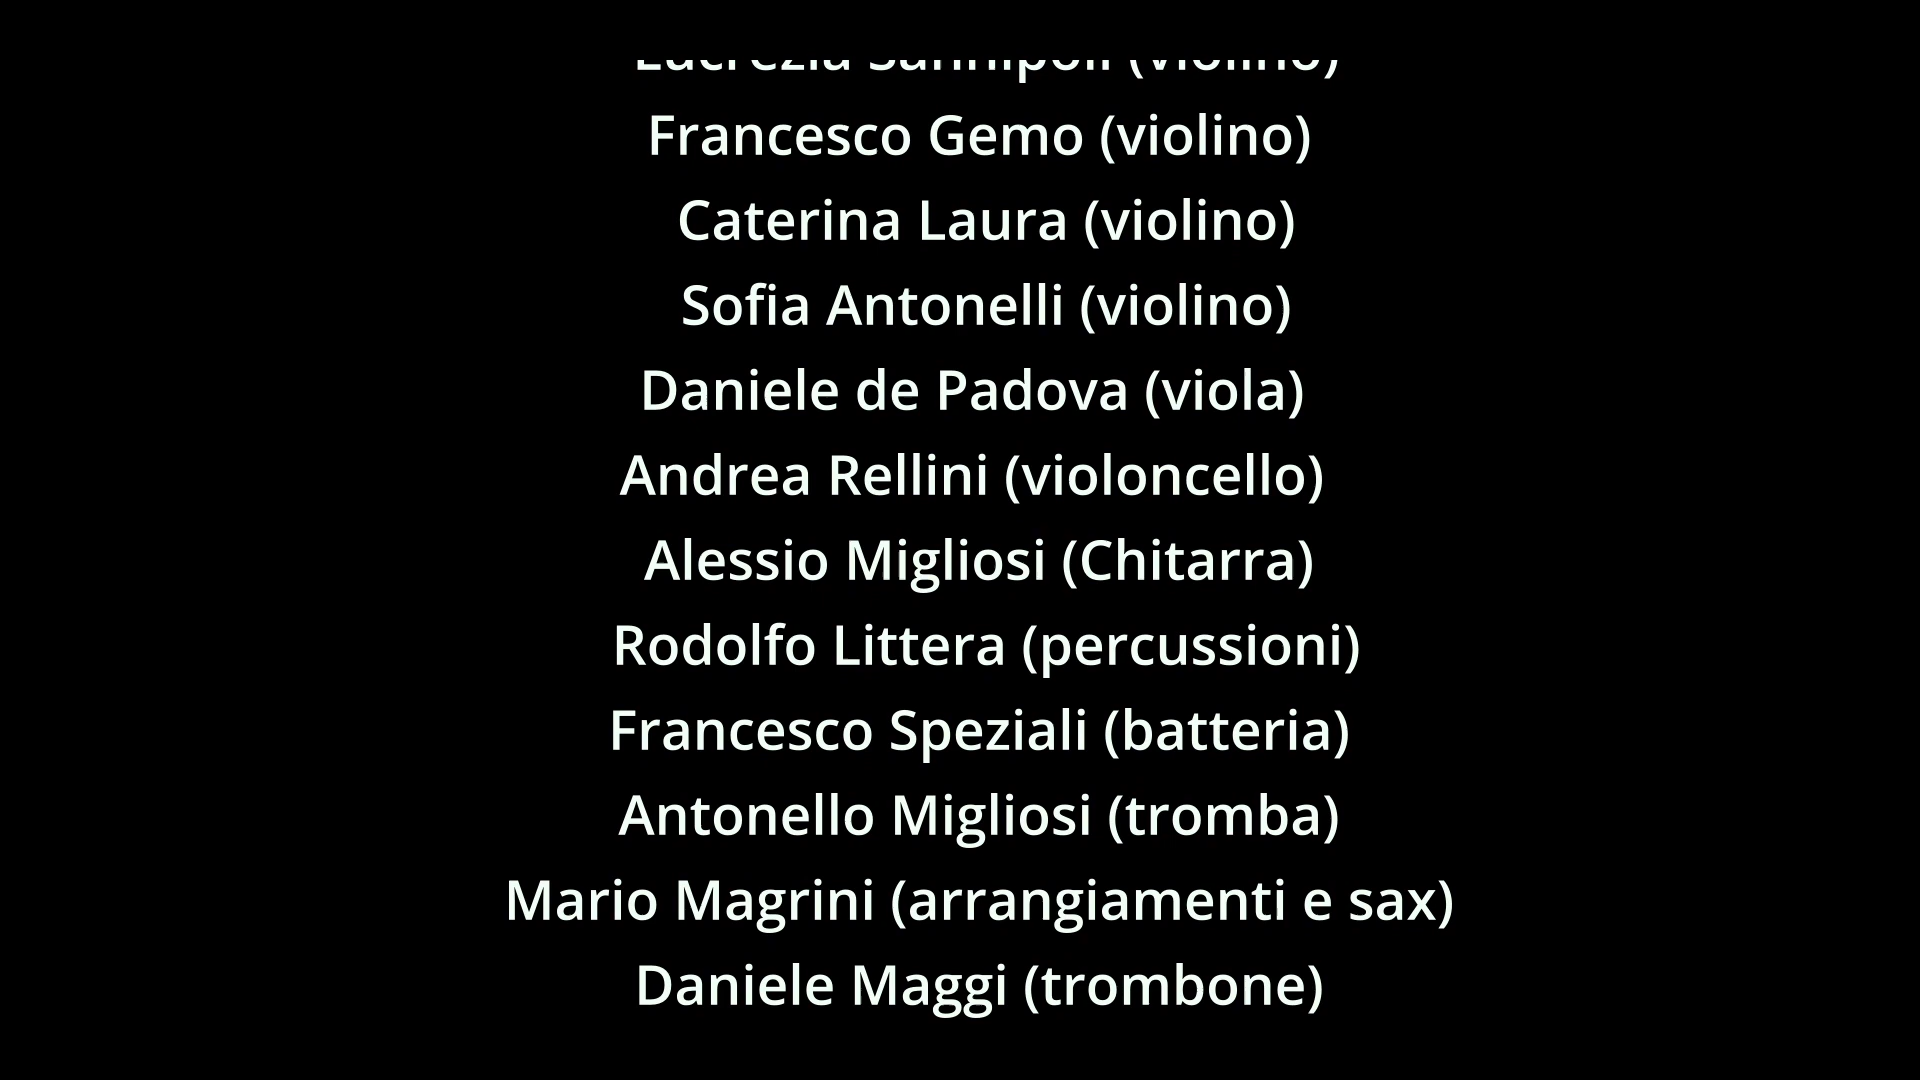 (violino)
Francesco Gemo (violino)
Caterina Laura (violino)
Sofia Antonelli (violino)
Daniele de Padova (viola)
Andrea Rellini (violoncello)
Alessio Migliosi (Chitarra)
Rodolfo Littera (percussioni)
Francesco Speziali (batteria)
Antonello Migliosi (tromba)
Mario Magrini (arrangiamenti e sax)
Daniele Maggi (trombone)